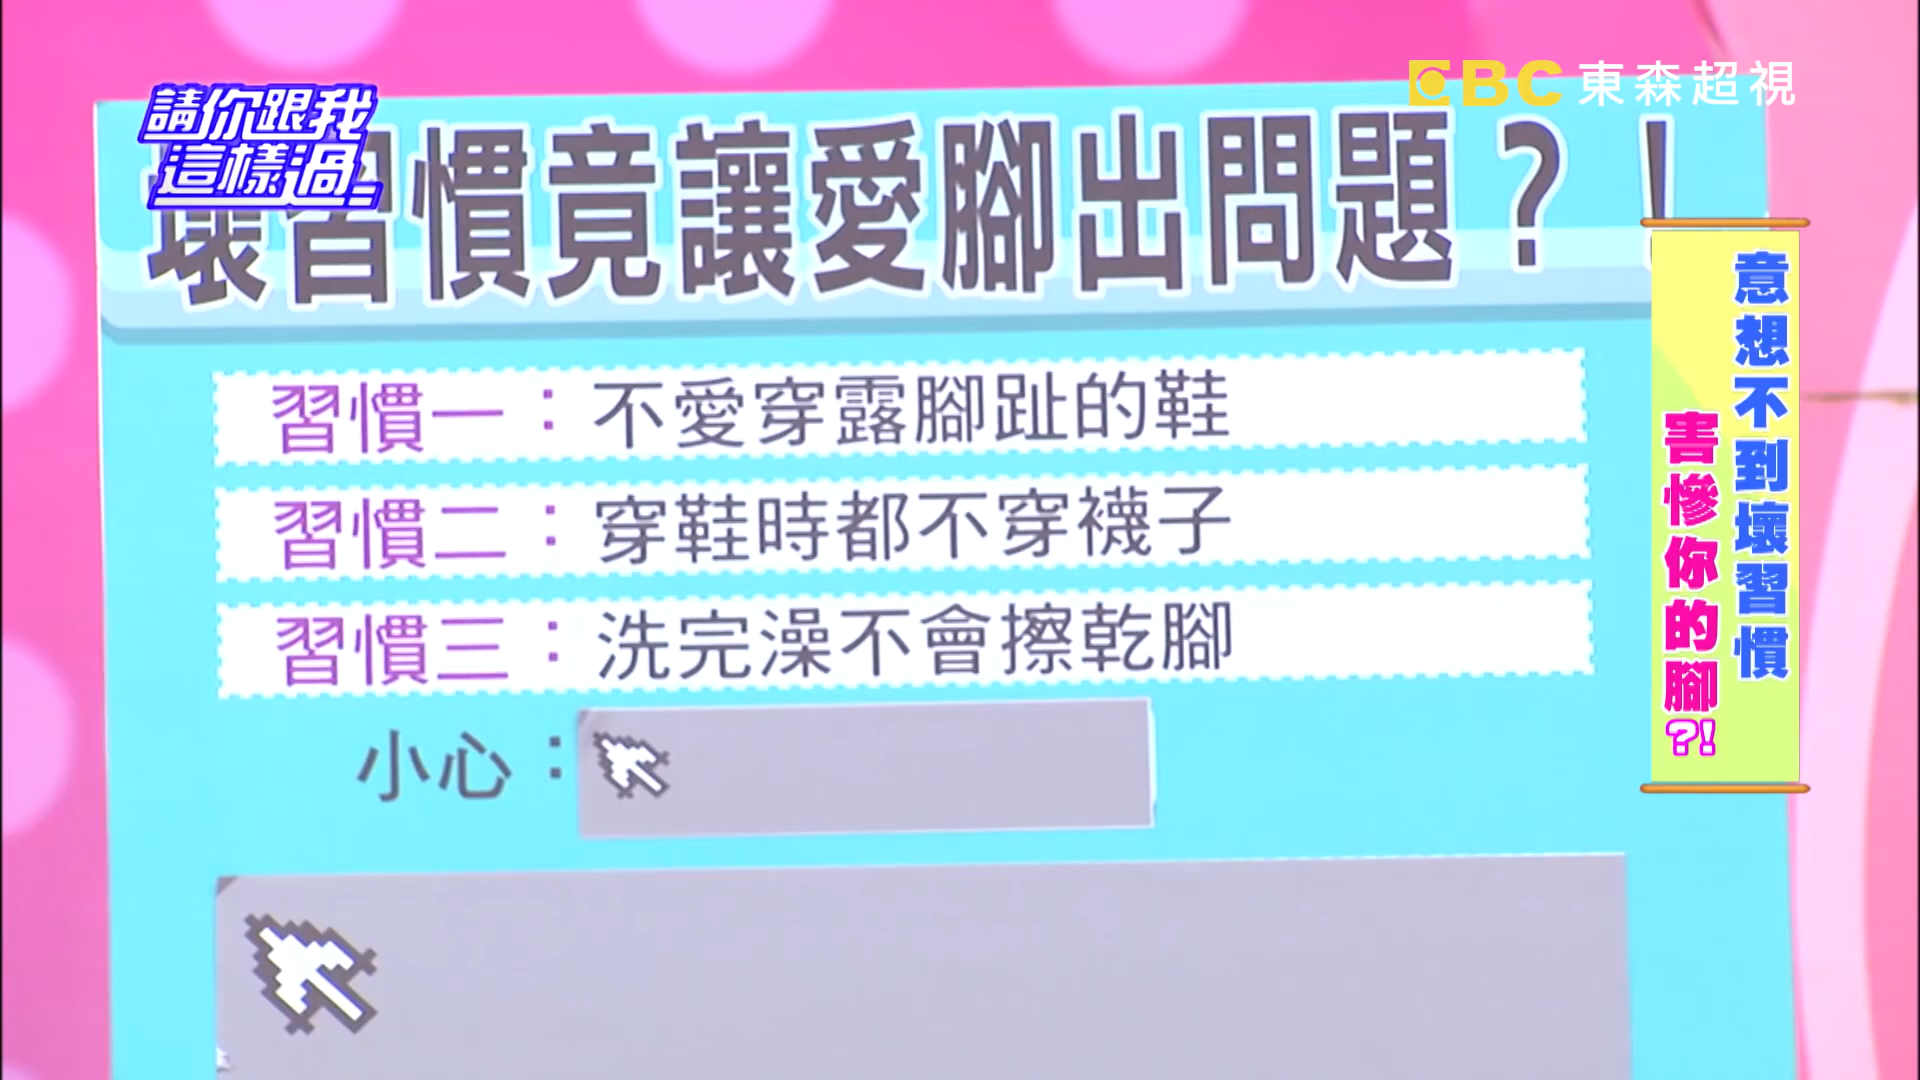 請你跟我
這樣過
EBC 東森超視
壞習慣竟讓愛腳出問題?!
習慣一:不愛穿露腳趾的鞋
習慣二:穿鞋時都不穿襪子
習慣三:洗完澡不會擦乾腳
小心:
意想不到壞習慣
害慘你的腳?!